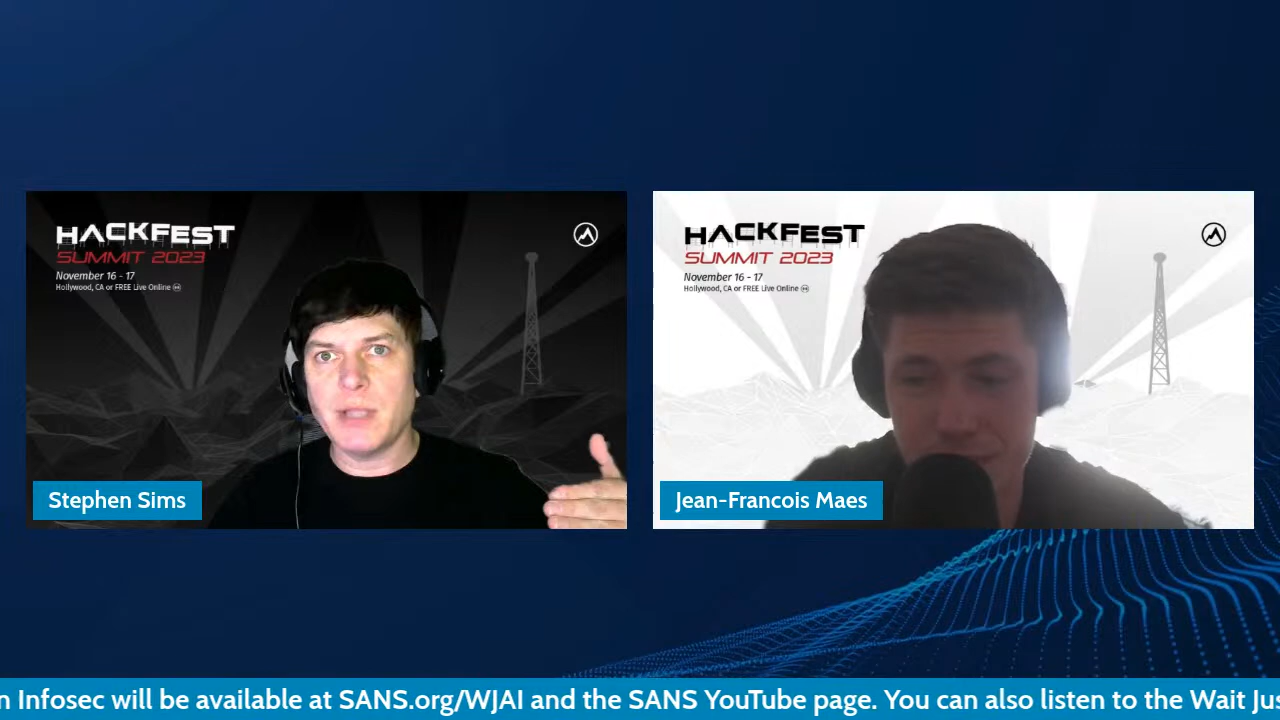 HACKFEST
SUMMIT 2023
November 16 - 17
Hollywood, CA or FREE Live Online
Stephen Sims
HACKFEST
SUMMIT 2023
November 16 - 17
Hollywood, CA or FREE Live Online
Jean-Francois Maes
n Infosec will be available at SANS.org/WJAI and the SANS YouTube page. You can also listen to the Wait Jus